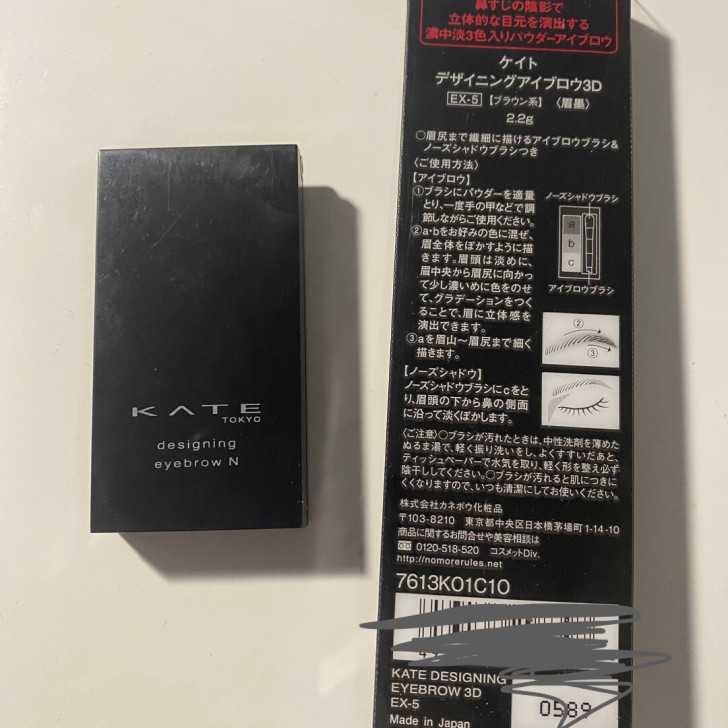 KATE
TOKYO
designing
eyebrow N
鼻すじの陰影で
立体的な目元を演出する
濃中淡3色入りパウダーアイブロウ
ケイト
デザイニングアイブロウ3D
EX-5 【ブラウン系】 〈眉墨〉
2.2g
○眉尻まで繊細に描けるアイブロウブラシ&
ノーズシャドウブラシつき
〈ご使用方法〉
【アイブロウ】
①ブラシにパウダーを適量
とり、一度手の甲などで調
節しながらご使用ください。
②a・bをお好みの色に混ぜ、
眉全体をぼかすように描
きます。眉頭は淡めに、
眉中央から眉尻に向かっ
て少し濃いめに色をのせ
て、グラデーションをつく
ることで、眉に立体感を
演出できます。
③aを眉山〜眉尻まで細く
描きます。
ノーズシャドウブラシ
a
b
c
アイブロウブラシ
②
③
【ノーズシャドウ】
ノーズシャドウブラシにcをと
り、眉頭の下から鼻の側面
に沿って淡くぼかします。
〈ご注意〉○ブラシが汚れたときは、中性洗剤を薄めた
ぬるま湯で、軽く振り洗いをし、よくすすいだあと、
ティッシュペーパーで水気を取り、軽く形を整え必ず
陰干ししてください。○ブラシが汚れると肌につきに
くくなりますので、いつも清潔にしてお使いください。
株式会社カネボウ化粧品
〒103-8210 東京都中央区日本橋茅場町1-14-10
商品に関するお問合せや美容相談は
0120-518-520 コスメットDiv.
http://nomorerules.net
7613K01C10
KATE DESIGNING
EYEBROW 3D
EX-5
Made in Japan
0589